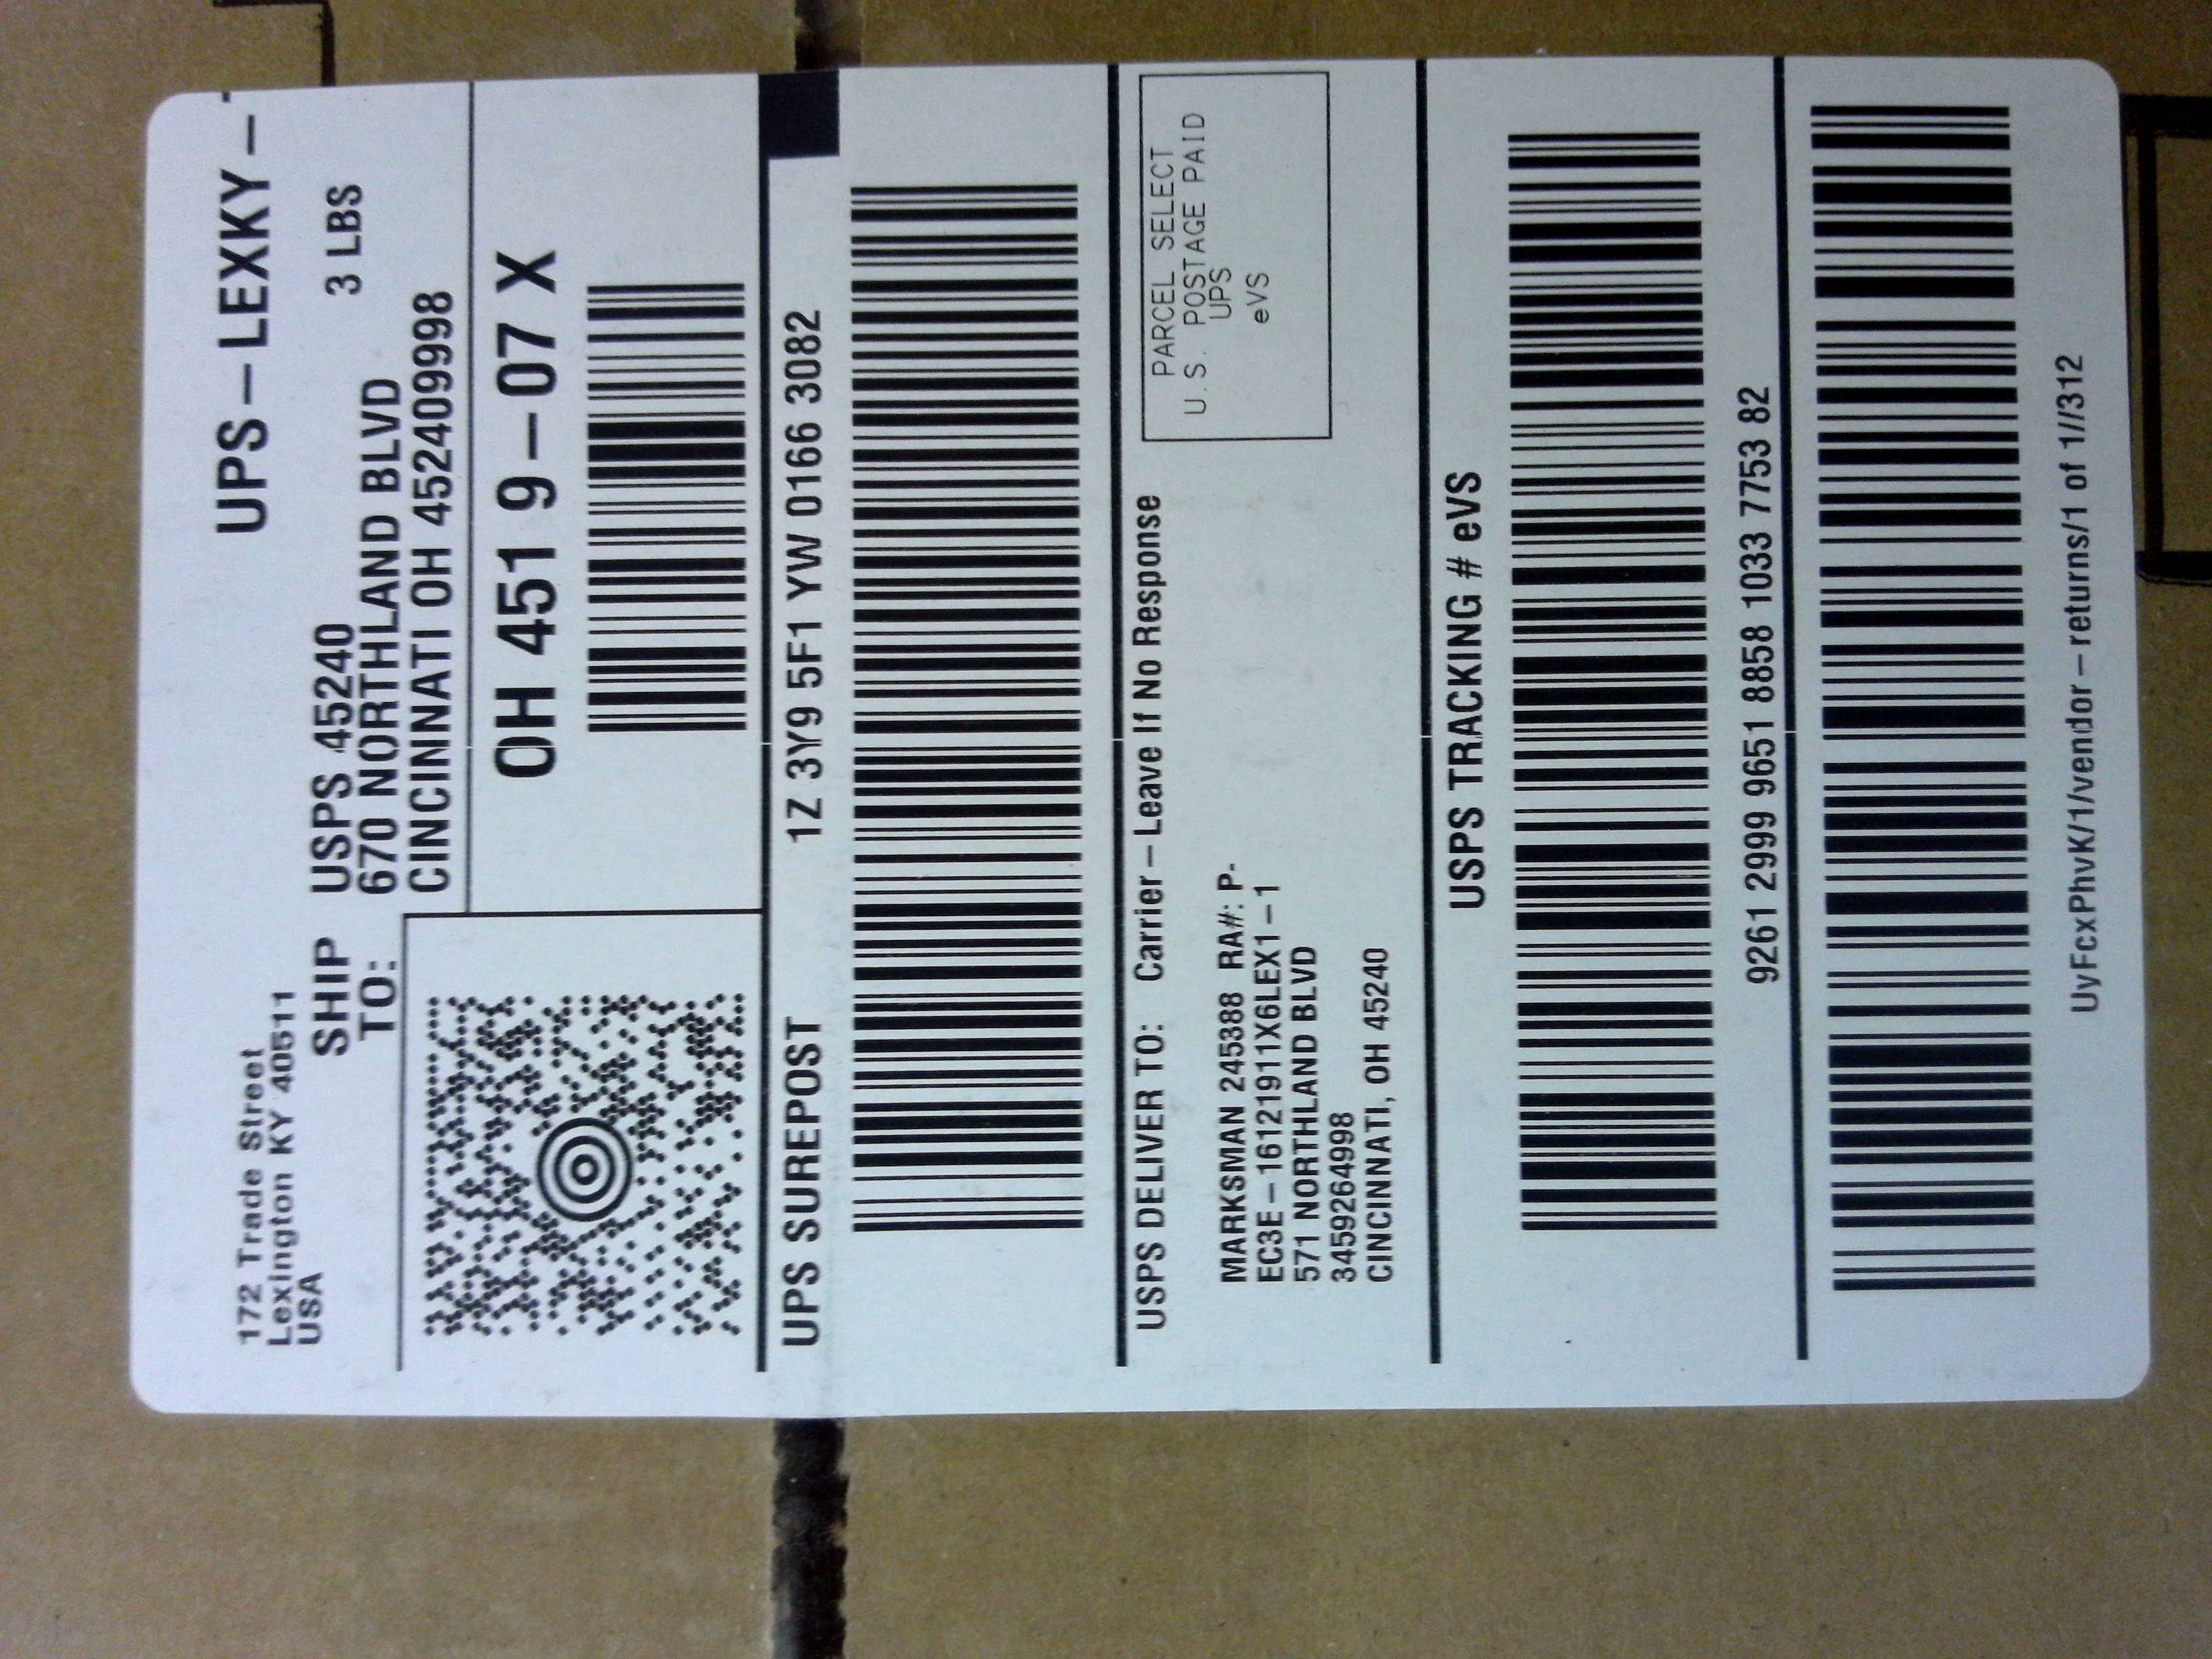 UPS-LEXKY-
172 Trade Street
Lexington KY 40511
USA
3 LBS
SHIP
TO:
USPS 45240
670 NORTHLAND BLVD
CINCINNATI OH 452409998
OH 451 9-07 X
UPS SUREPOST
1Z 3Y9 5F1 YW 0166 3082
USPS DELIVER TO: Carrier-Leave If No Response
PARCEL SELECT
U.S. POSTAGE PAID
UPS
eVS
MARKSMAN 245388 RA#: P-
EC3E-16121911X6LEX1-1
571 NORTHLAND BLVD
3459264998
CINCINNATI, OH 45240
USPS TRACKING # eVS
9261 2999 9651 8858 1033 7753 82
UyFcxPhvK/1/vendor-returns/1 of 1//312